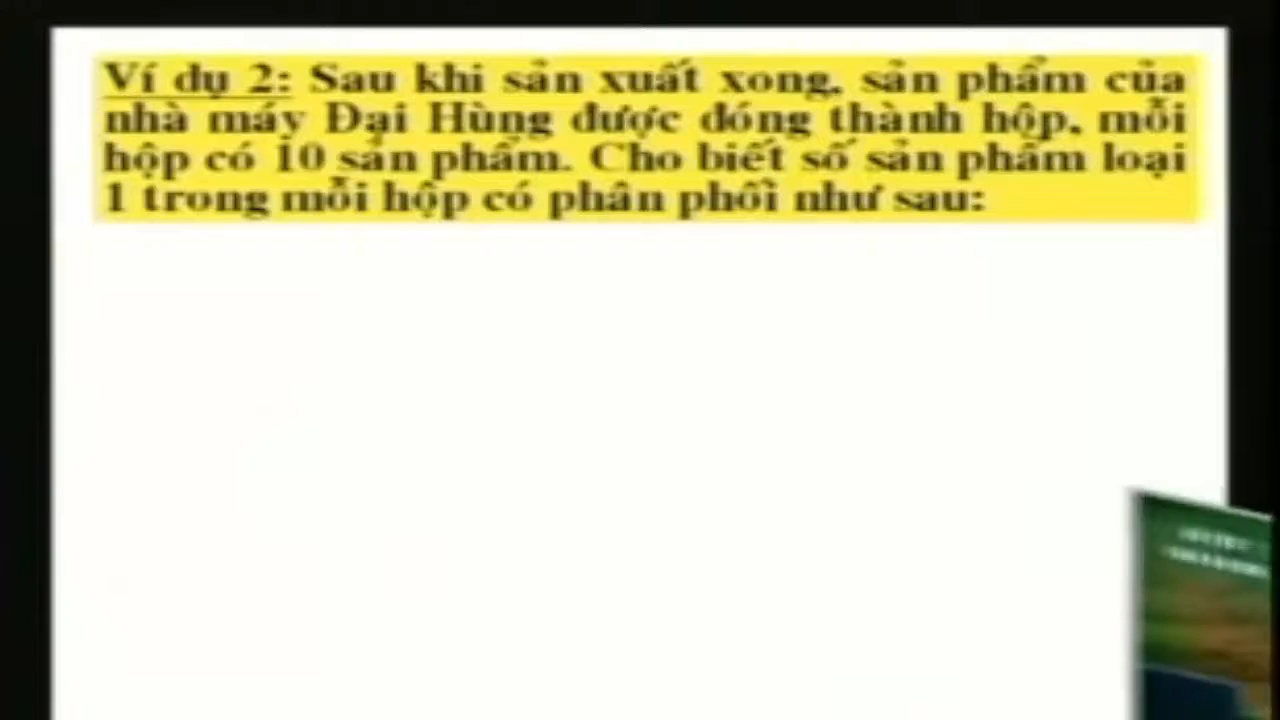 Ví dụ 2: Sau khi sản xuất xong, sản phẩm của
nhà máy Đại Hùng được đóng thành hộp, mỗi
hộp có 10 sản phẩm. Cho biết số sản phẩm loại
1 trong mỗi hộp có phân phối như sau: